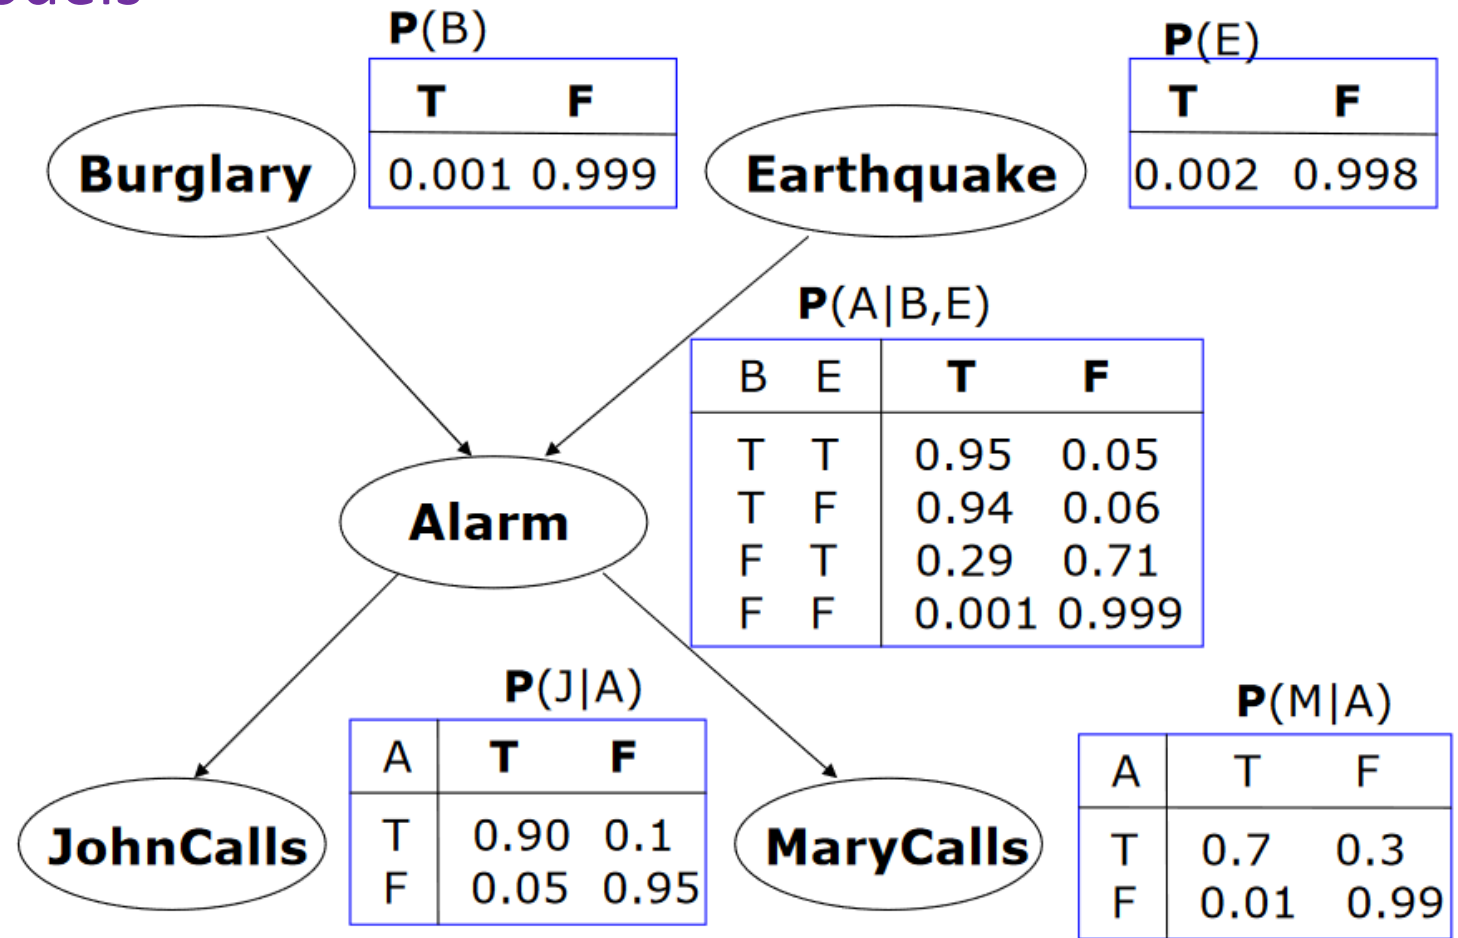 P(B)
T F
0.001 0.999
Burglary
P(E)
T F
0.002 0.998
Earthquake
P(A|B,E)
B E T F
T T 0.95 0.05
T F 0.94 0.06
F T 0.29 0.71
F F 0.001 0.999
Alarm
P(J|A)
A T F
T 0.90 0.1
F 0.05 0.95
JohnCalls
P(M|A)
A T F
T 0.7 0.3
F 0.01 0.99
MaryCalls